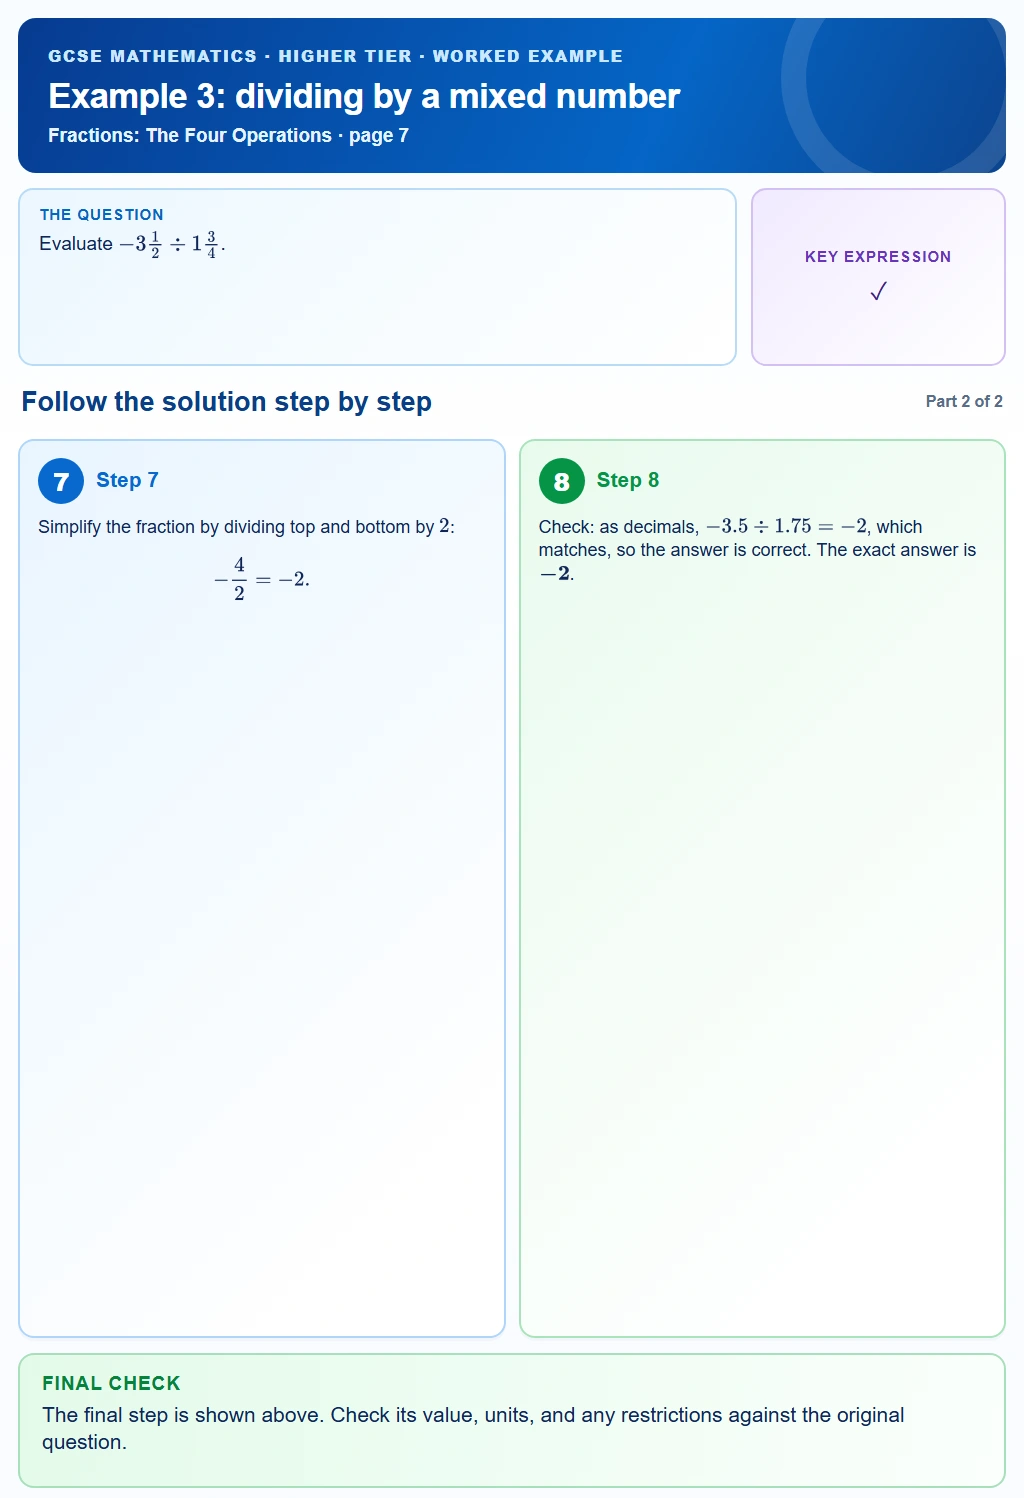 GCSE MATHEMATICS · HIGHER TIER · WORKED EXAMPLE
Example 3: dividing by a mixed number
Fractions: The Four Operations · page 7
THE QUESTION
Evaluate −3 1/2 ÷ 1 3/4.
KEY EXPRESSION
✓
Follow the solution step by step
Part 2 of 2
7 Step 7
Simplify the fraction by dividing top and bottom by 2:
−4/2 = −2.
8 Step 8
Check: as decimals, −3.5 ÷ 1.75 = −2, which
matches, so the answer is correct. The exact answer is
−2.
FINAL CHECK
The final step is shown above. Check its value, units, and any restrictions against the original
question.